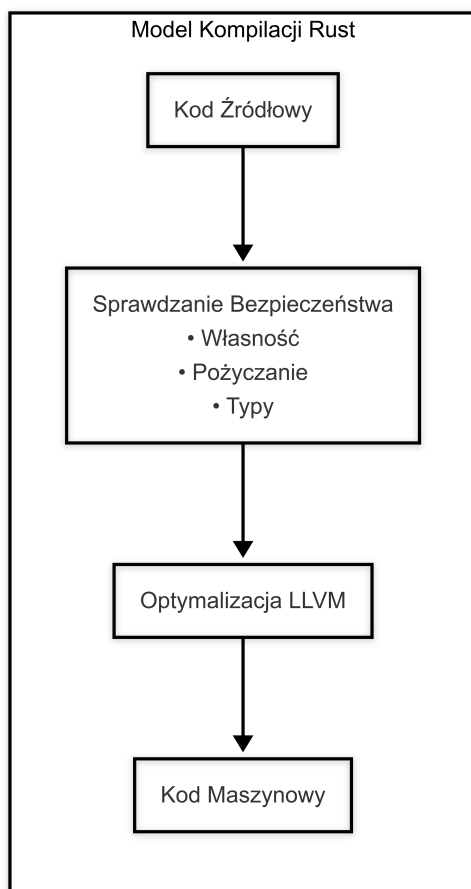 Model Kompilacji Rust
Kod Źródłowy
Sprawdzanie Bezpieczeństwa
• Własność
• Pożyczanie
• Typy
Optymalizacja LLVM
Kod Maszynowy